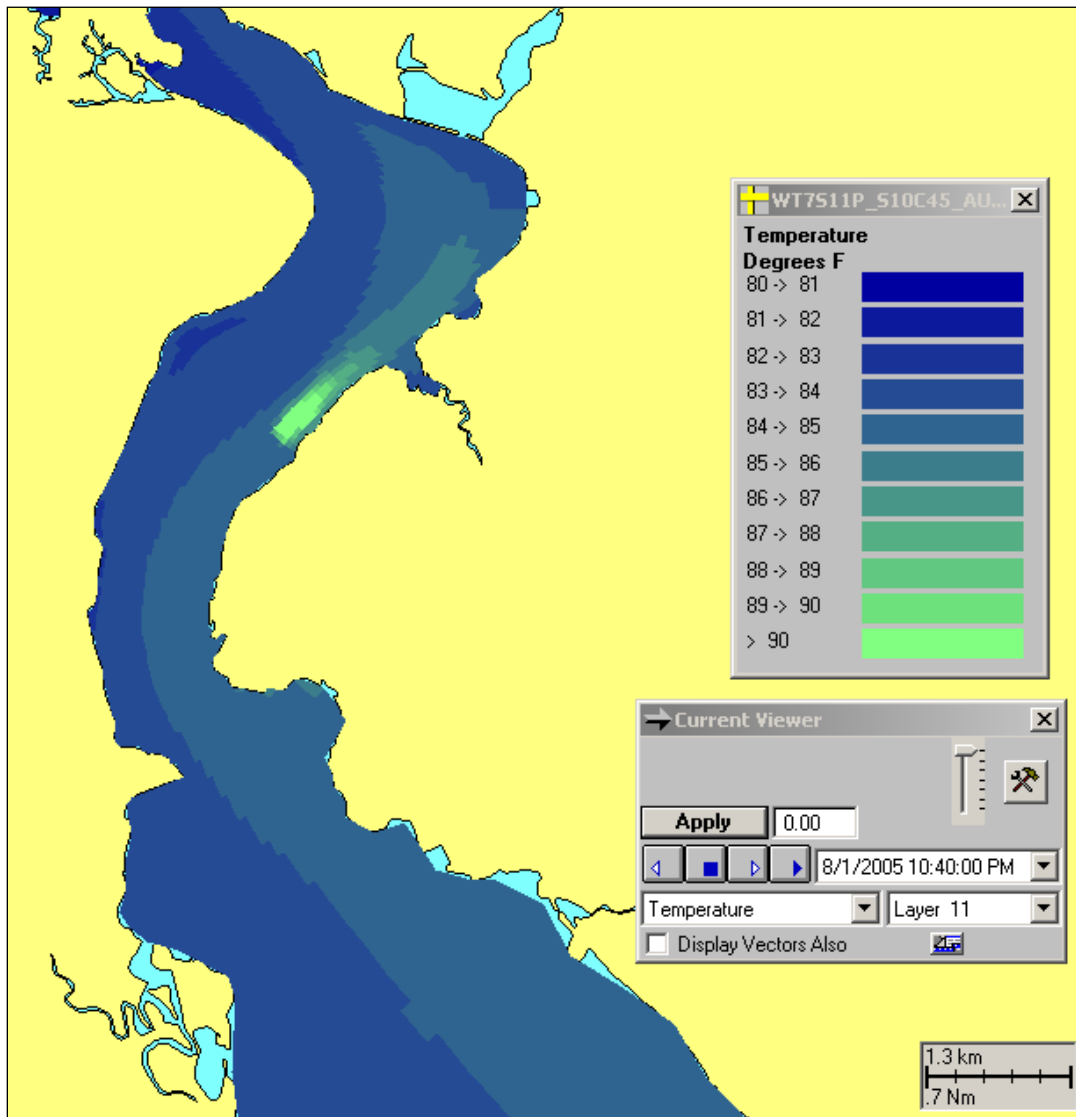 WT7S11P_S10C45_AU...
Temperature
Degrees F
80 -> 81
81 -> 82
82 -> 83
83 -> 84
84 -> 85
85 -> 86
86 -> 87
87 -> 88
88 -> 89
89 -> 90
> 90
Current Viewer
Apply 0.00
8/1/2005 10:40:00 PM
Temperature Layer 11
Display Vectors Also
1.3 km
.7 Nm